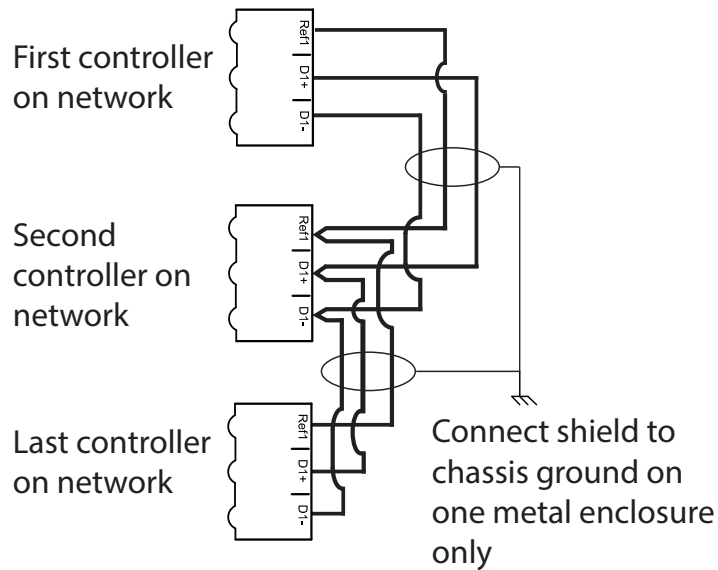 First controller
on network
Ref1
D1+
D1-
Second
controller on
network
Ref1
D1+
D1-
Last controller
on network
Ref1
D1+
D1-
Connect shield to
chassis ground on
one metal enclosure
only